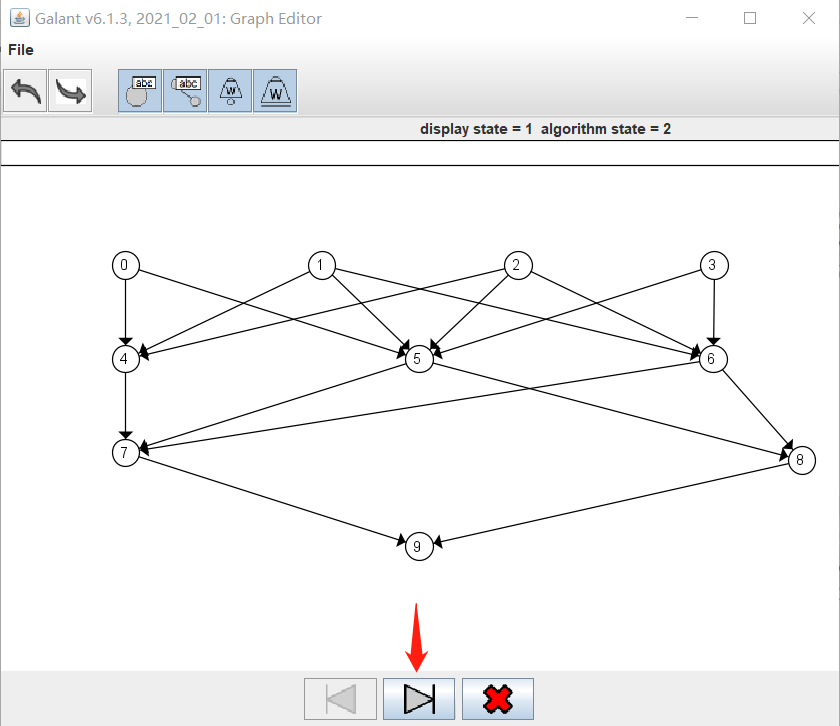 Galant v6.1.3, 2021_02_01: Graph Editor
File
abc abc W W
display state = 1 algorithm state = 2
0 1 2 3
4 5 6
7 8
9